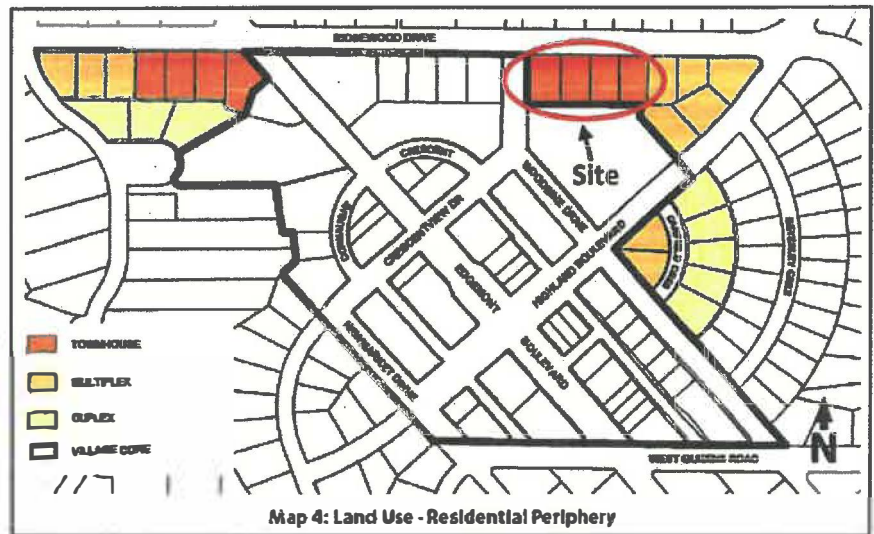 RIDGEWOOD DRIVE
CRESCENT
CRESCENTVIEW DR
WOODBINE DRIVE
Site
HIGHLAND BOULEVARD
EDGEMONT
BOULEVARD
TOWNHOUSE
MULTIPLEX
DUPLEX
VILLAGE CORE
WEST QUEENS ROAD
N
Map 4: Land Use - Residential Periphery